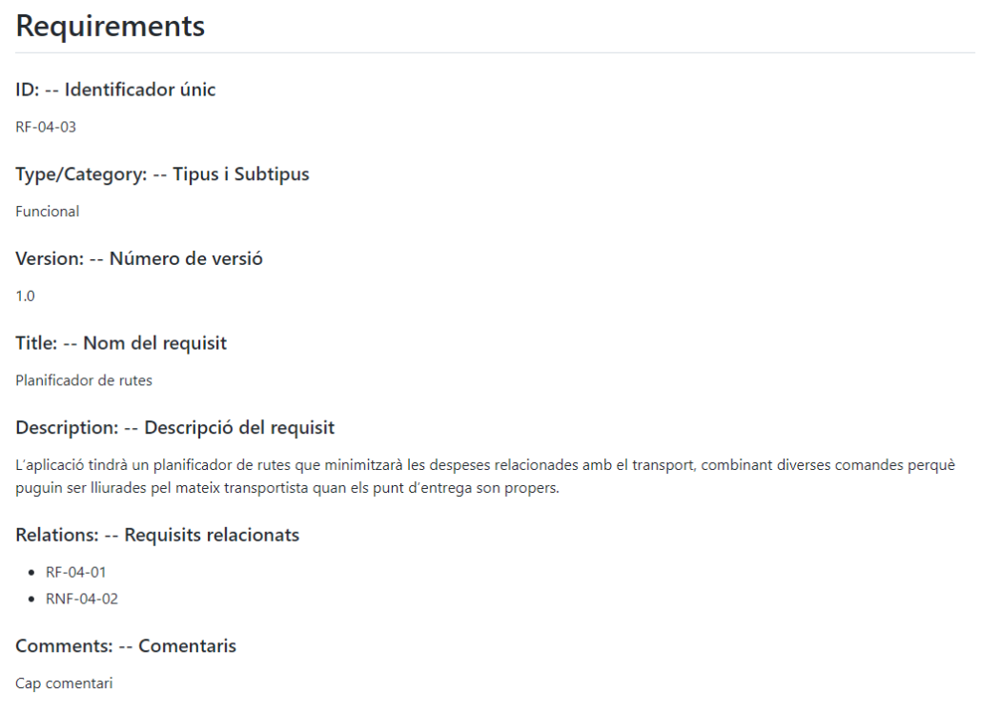 Requirements
ID: -- Identificador únic
RF-04-03
Type/Category: -- Tipus i Subtipus
Funcional
Version: -- Número de versió
1.0
Title: -- Nom del requisit
Planificador de rutes
Description: -- Descripció del requisit
L'aplicació tindrà un planificador de rutes que minimitzarà les despeses relacionades amb el transport, combinant diverses comandes perquè
puguin ser lliurades pel mateix transportista quan els punt d'entrega son propers.
Relations: -- Requisits relacionats
• RF-04-01
• RNF-04-02
Comments: -- Comentaris
Cap comentari